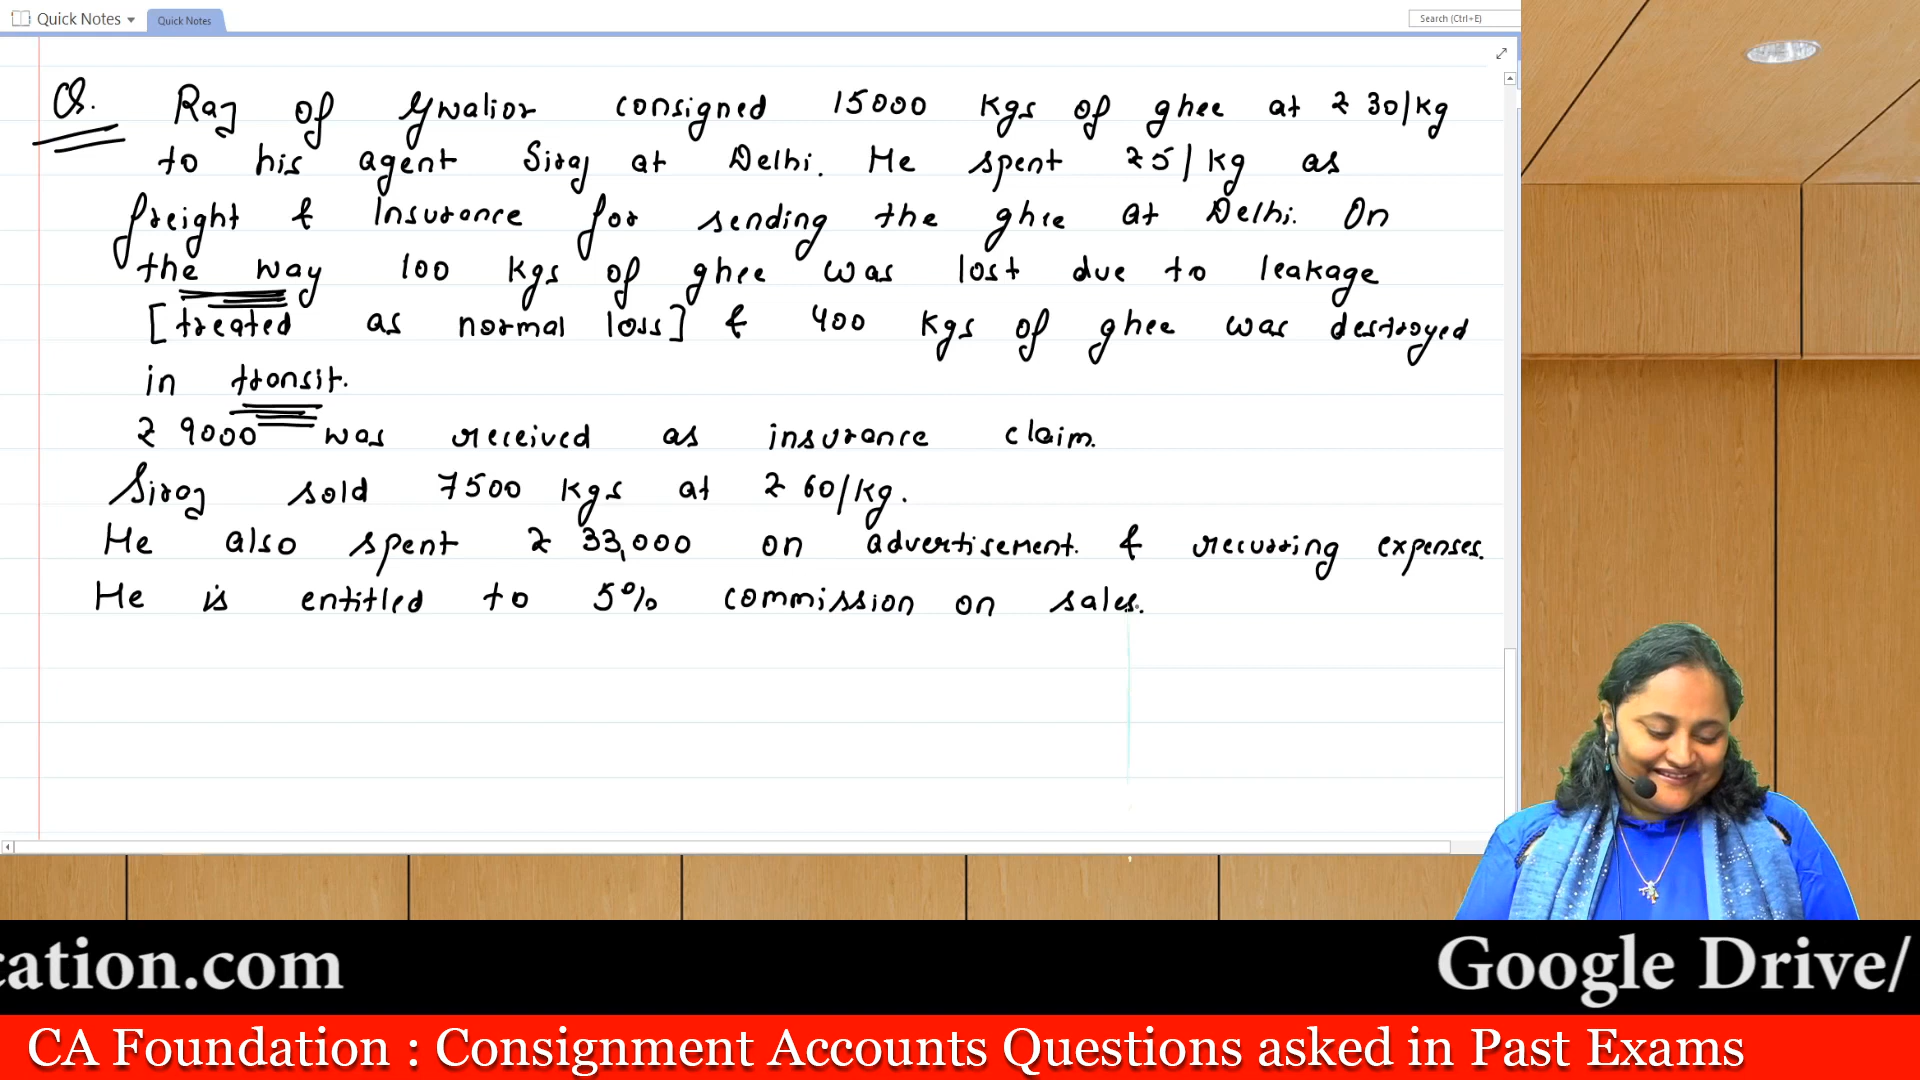 Quick Notes
Quick Notes
Search (Ctrl+E)
Q. Raj of Gwalior consigned 15000 kgs of ghee at ₹ 30/kg
to his agent Siraj at Delhi. He spent ₹5/kg as
freight & Insurance for sending the ghee at Delhi. On
the way 100 kgs of ghee was lost due to leakage
[treated as normal loss] & 400 kgs of ghee was destroyed
in transit.
₹ 9000 was received as insurance claim.
Siraj sold 7500 kgs at ₹ 60/kg.
He also spent ₹ 33,000 on advertisement & recurring expenses.
He is entitled to 5% commission on sales.
cation.com Google Drive/
CA Foundation : Consignment Accounts Questions asked in Past Exams